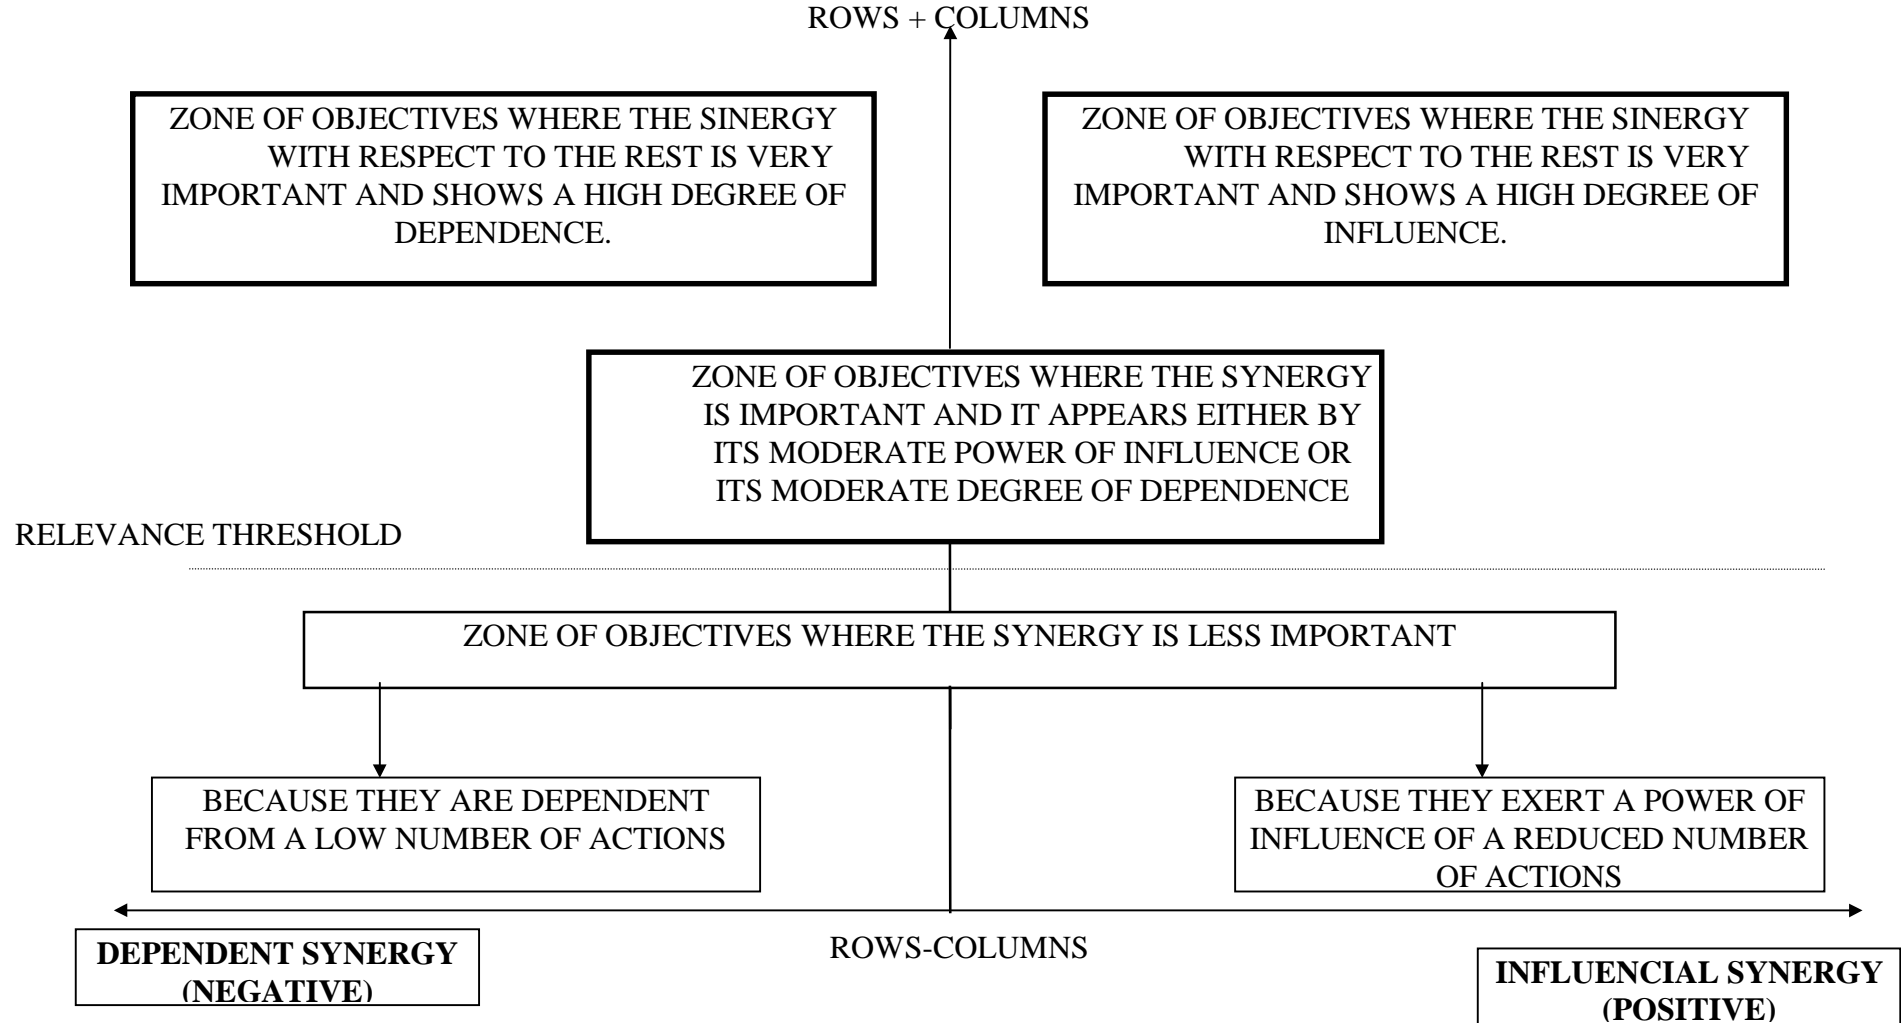 ROWS + COLUMNS
ZONE OF OBJECTIVES WHERE THE SINERGY
WITH RESPECT TO THE REST IS VERY
IMPORTANT AND SHOWS A HIGH DEGREE OF
DEPENDENCE.
ZONE OF OBJECTIVES WHERE THE SINERGY
WITH RESPECT TO THE REST IS VERY
IMPORTANT AND SHOWS A HIGH DEGREE OF
INFLUENCE.
ZONE OF OBJECTIVES WHERE THE SYNERGY
IS IMPORTANT AND IT APPEARS EITHER BY
ITS MODERATE POWER OF INFLUENCE OR
ITS MODERATE DEGREE OF DEPENDENCE
RELEVANCE THRESHOLD
ZONE OF OBJECTIVES WHERE THE SYNERGY IS LESS IMPORTANT
BECAUSE THEY ARE DEPENDENT
FROM A LOW NUMBER OF ACTIONS
BECAUSE THEY EXERT A POWER OF
INFLUENCE OF A REDUCED NUMBER
OF ACTIONS
DEPENDENT SYNERGY
(NEGATIVE)
ROWS-COLUMNS
INFLUENCIAL SYNERGY
(POSITIVE)